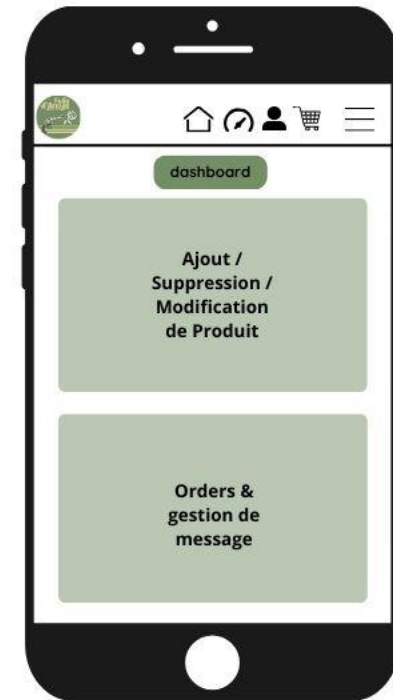 dashboard
Ajout /
Suppression /
Modification
de Produit
Orders &
gestion de
message